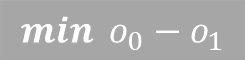 min o₀ − o₁